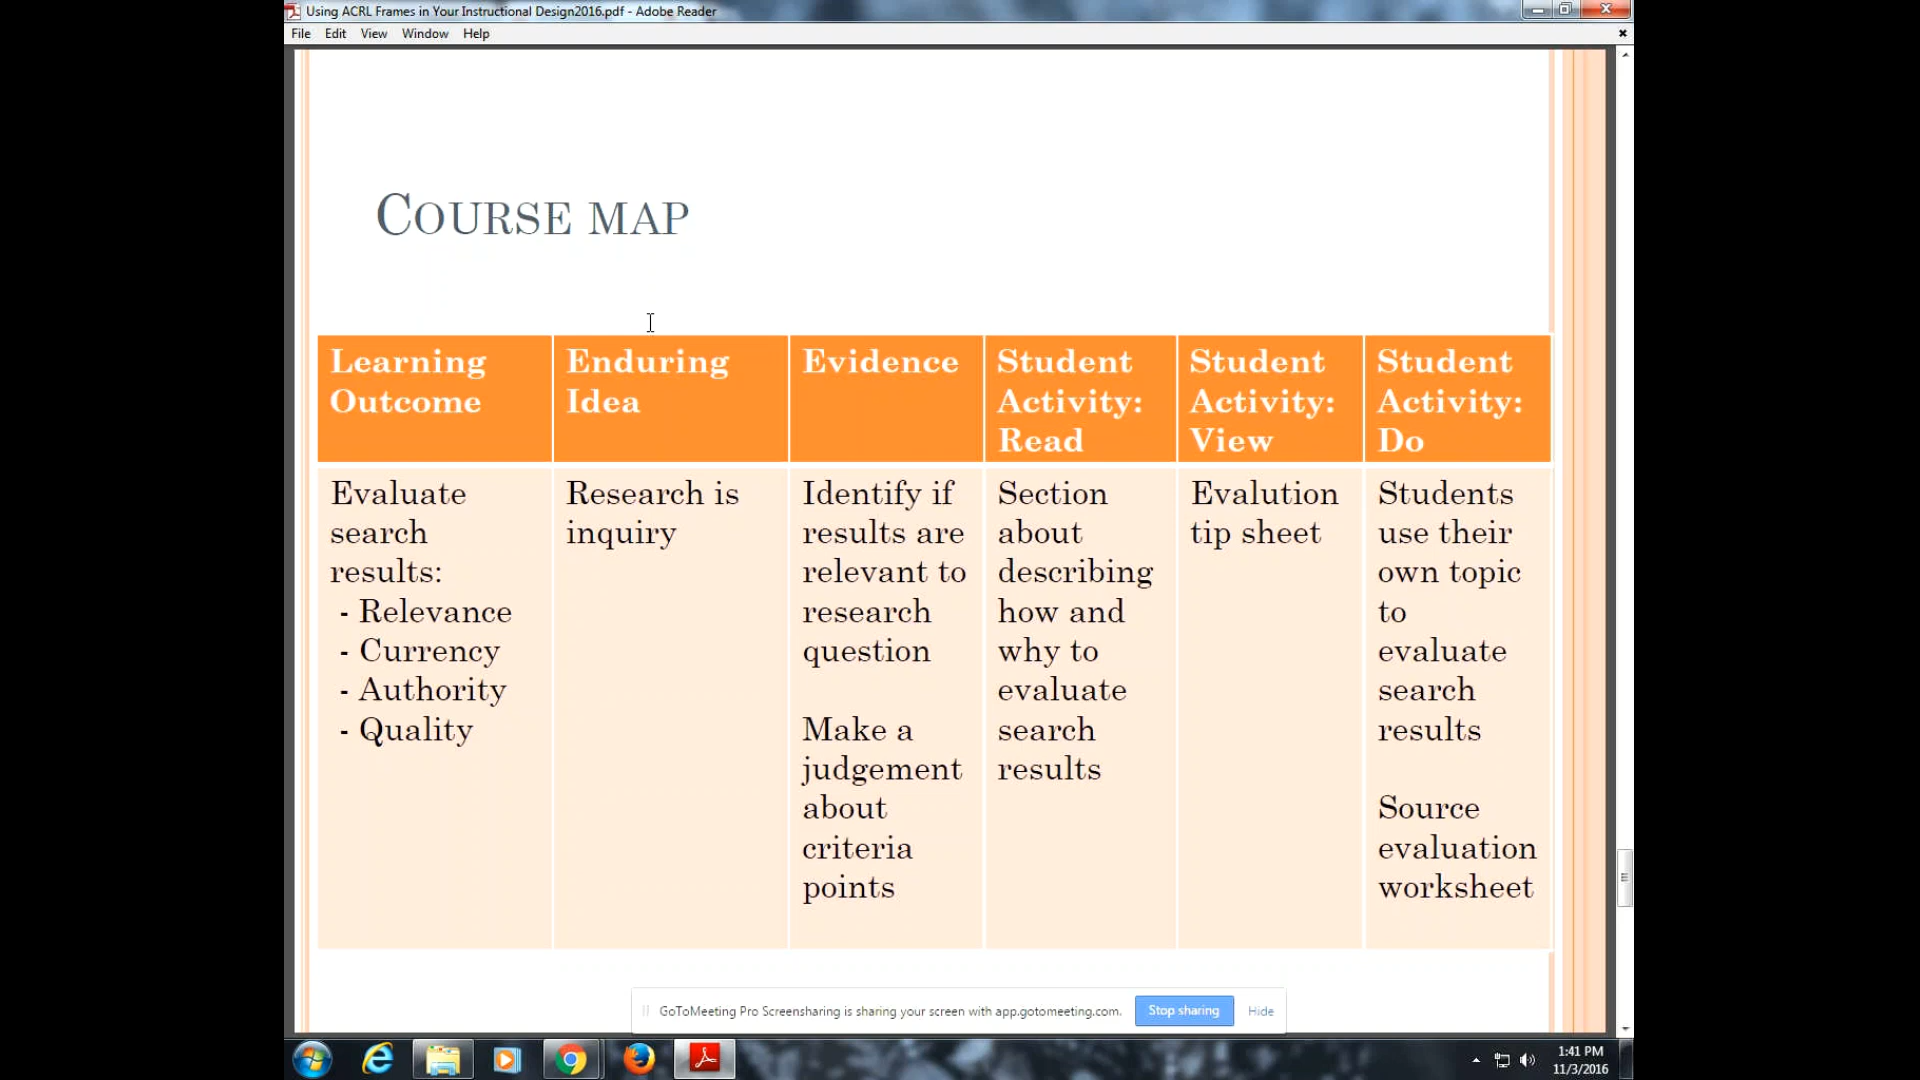 Using ACRL Frames in Your Instructional Design2016.pdf - Adobe Reader
File Edit View Window Help
COURSE MAP
Learning
Outcome
Enduring
Idea
Evidence
Student
Activity:
Read
Student
Activity:
View
Student
Activity:
Do
Evaluate
search
results:
- Relevance
- Currency
- Authority
- Quality
Research is
inquiry
Identify if
results are
relevant to
research
question
Make a
judgement
about
criteria
points
Section
about
describing
how and
why to
evaluate
search
results
Evalution
tip sheet
Students
use their
own topic
to
evaluate
search
results
Source
evaluation
worksheet
GoToMeeting Pro Screensharing is sharing your screen with app.gotomeeting.com.
Stop sharing
Hide
1:41 PM
11/3/2016